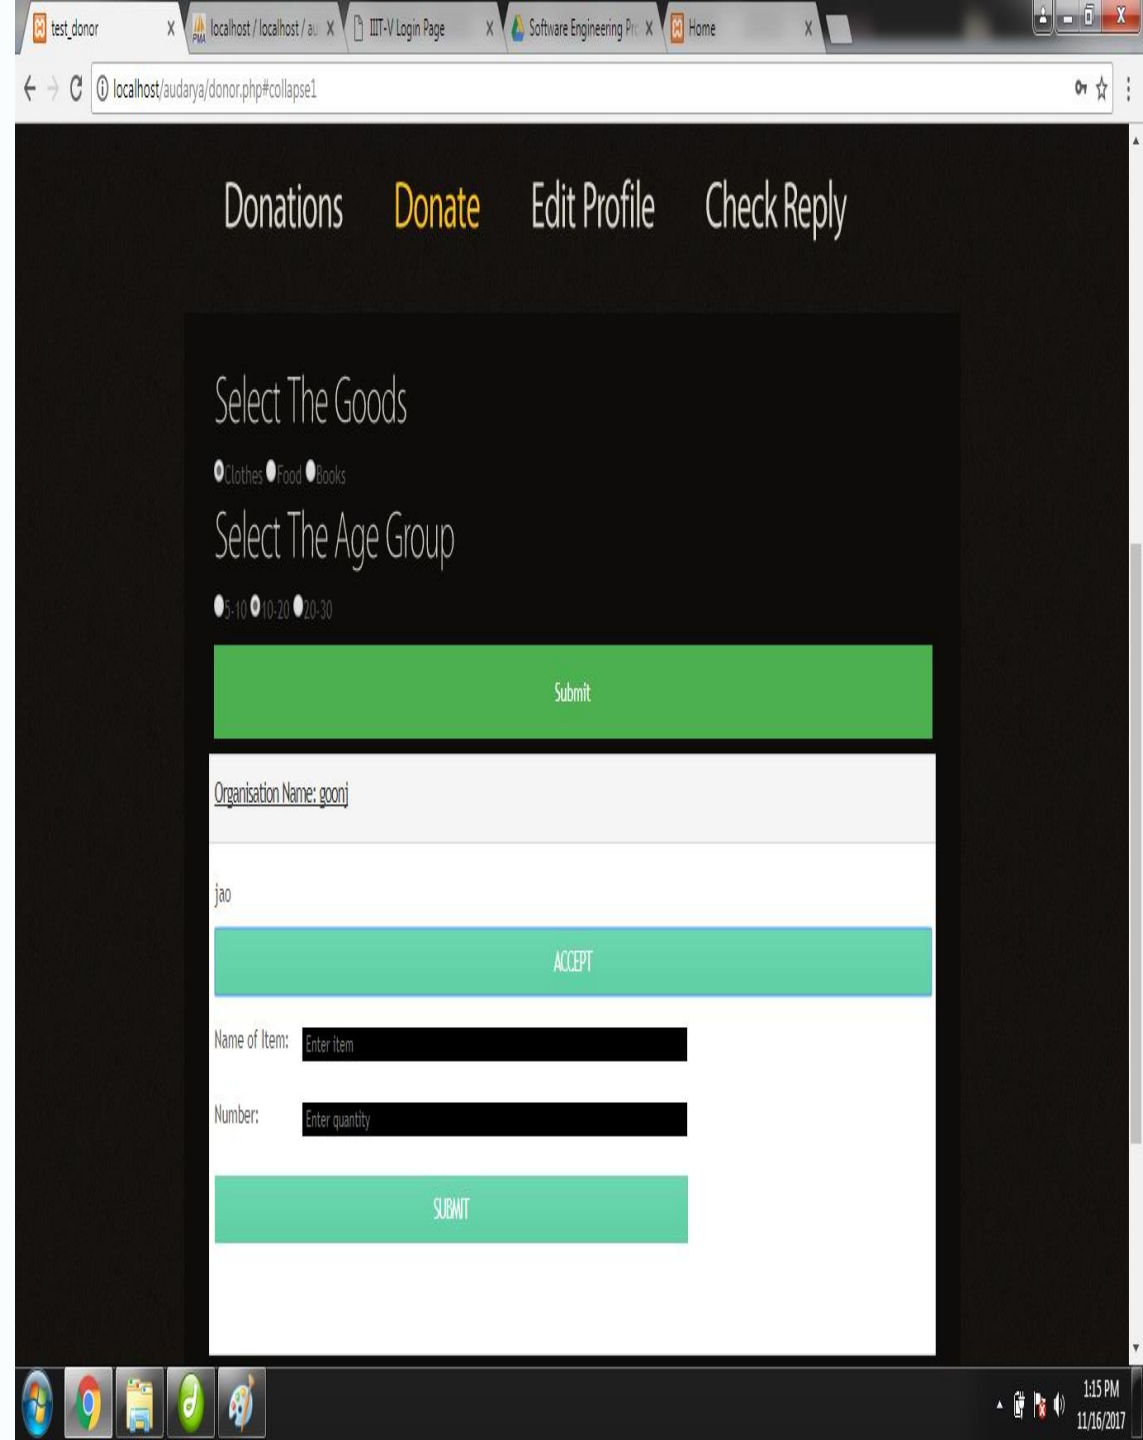 test_donor
localhost / localhost / au
IIIT-V Login Page
Software Engineering Pr
Home
localhost/audarya/donor.php#collapse1
Donations Donate Edit Profile Check Reply
Select The Goods
Clothes Food Books
Select The Age Group
5-10 10-20 20-30
Submit
Organisation Name: goonj
jao
ACCEPT
Name of Item: Enter item
Number: Enter quantity
SUBMIT
1:15 PM
11/16/2017